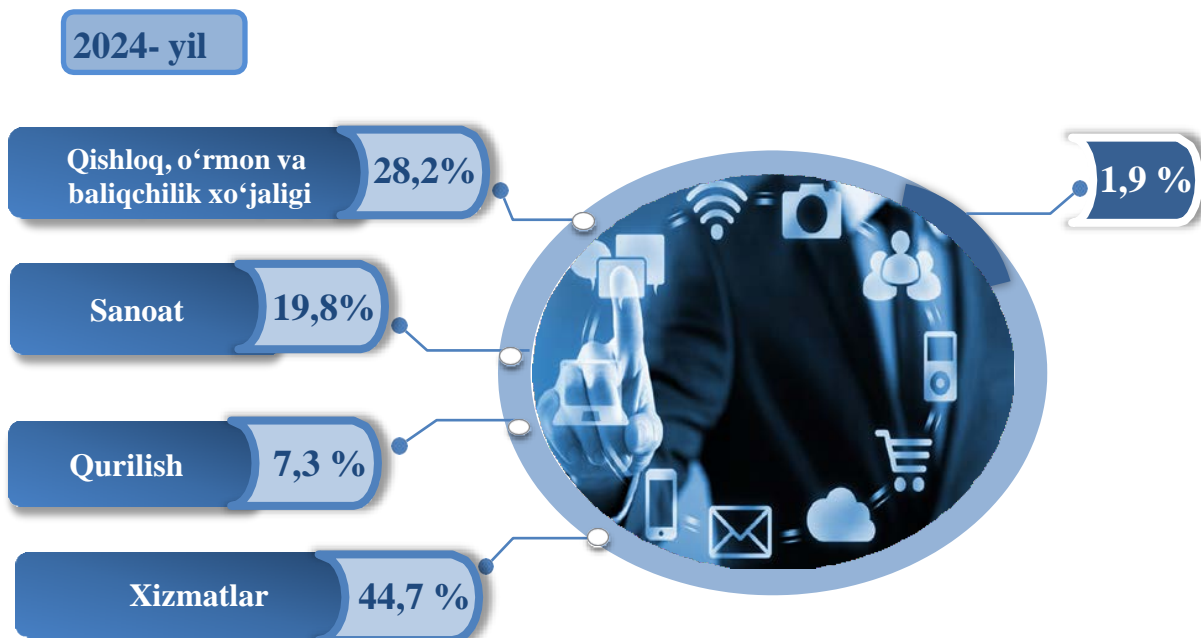 2024- yil
Qishloq, o‘rmon va
baliqchilik xo‘jaligi
28,2%
1,9 %
Sanoat
19,8%
Qurilish
7,3 %
Xizmatlar
44,7 %